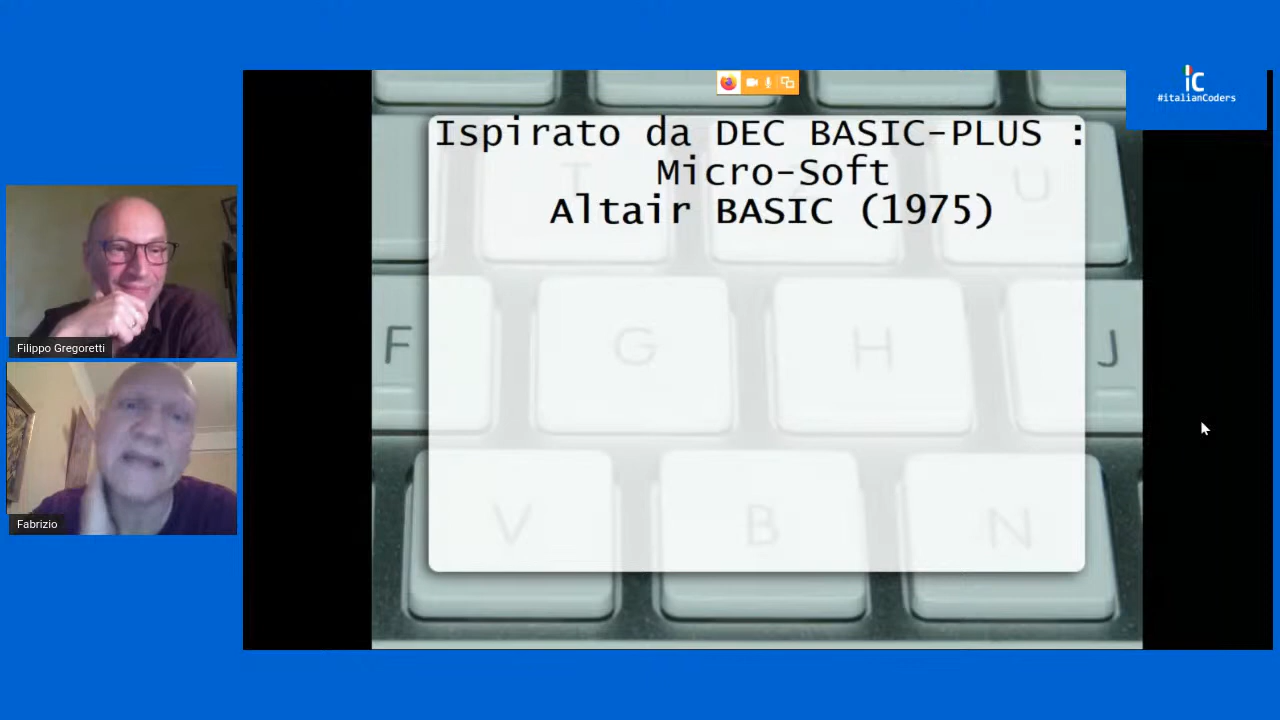 iC
#italianCoders
Ispirato da DEC BASIC-PLUS :
Micro-Soft
Altair BASIC (1975)
T
U
F
G
H
J
V
B
N
Filippo Gregoretti
Fabrizio